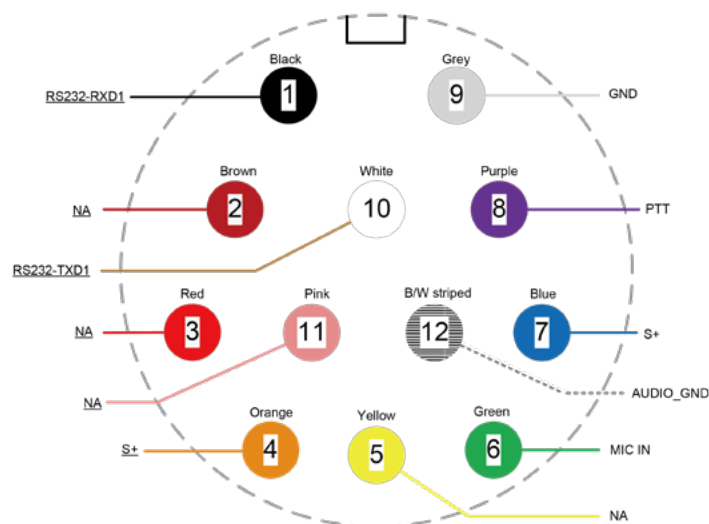 Black
Grey
1
9
RS232-RXD1
GND
Brown
White
Purple
2
10
8
NA
PTT
RS232-TXD1
Red
Pink
B/W striped
Blue
3
11
12
7
NA
S+
NA
AUDIO_GND
Orange
Yellow
Green
4
5
6
S+
MIC IN
NA